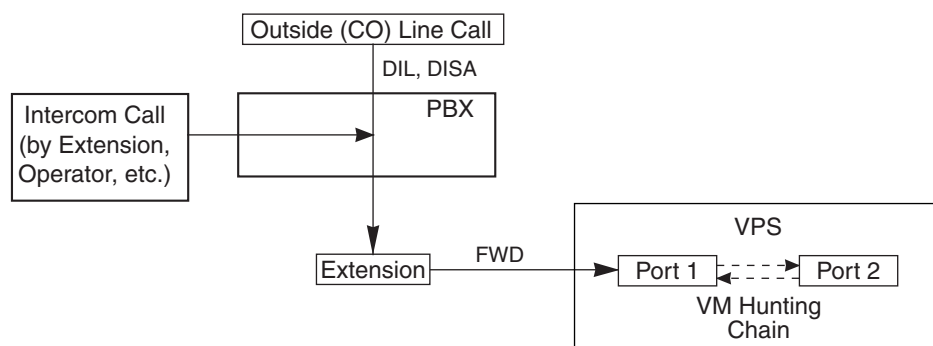 Outside (CO) Line Call
DIL, DISA
PBX
Intercom Call
(by Extension,
Operator, etc.)
VPS
Extension
FWD
Port 1
Port 2
VM Hunting
Chain